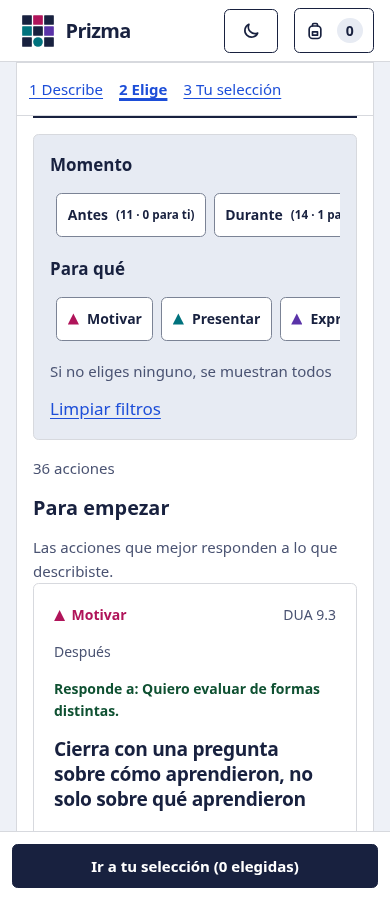 Prizma
0
1 Describe
2 Elige
3 Tu selección
Momento
Antes (11 · 0 para ti)
Durante (14 · 1 pa
Para qué
Motivar
Presentar
Expr
Si no eliges ninguno, se muestran todos
Limpiar filtros
36 acciones
Para empezar
Las acciones que mejor responden a lo que
describiste.
Motivar
DUA 9.3
Después
Responde a: Quiero evaluar de formas
distintas.
Cierra con una pregunta
sobre cómo aprendieron, no
solo sobre qué aprendieron
Ir a tu selección (0 elegidas)